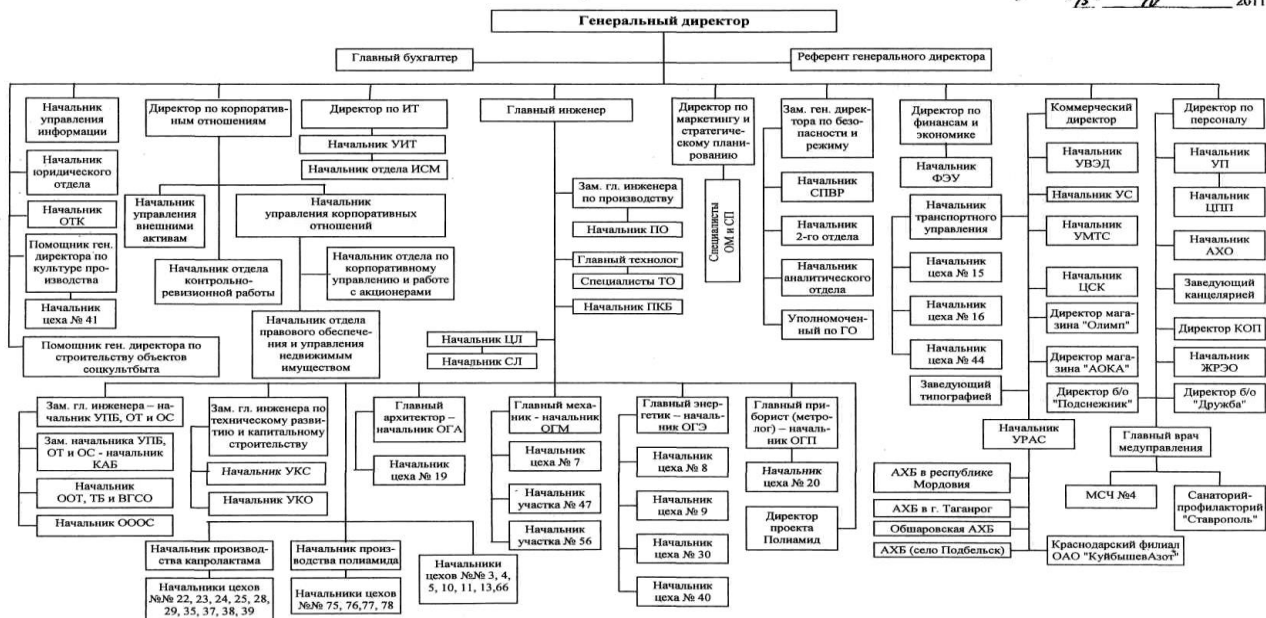 2011
Генеральный директор
Главный бухгалтер
Референт генерального директора
Начальник
управления
информации
Начальник
юридического
отдела
Начальник
ОТК
Помощник ген.
директора по
культуре про-
изводства
Начальник
цеха № 41
Помощник ген. директора по
строительству объектов
соцкультбыта
Директор по корпоратив-
ным отношениям
Начальник
управления
внешними
активам
Начальник
управления корпоративных
отношений
Начальник отдела
контрольно-
ревизионной работы
Начальник отдела по
корпоративному
управлению и работе
с акционерами
Начальник отдела
правового обеспече-
ния и управления
недвижимым
имуществом
Директор по ИТ
Начальник УИТ
Начальник отдела ИСМ
Главный инженер
Зам. гл. инженера
по производству
Начальник ПО
Главный технолог
Специалисты ТО
Начальник ПКБ
Начальник ЦЛ
Начальник СЛ
Директор по
маркетингу и
стратегиче-
скому плани-
рованию
Специалисты
ОМ и СП
Зам. ген. дирек-
тора по безо-
пасности и
режиму
Начальник
СПВР
Начальник
2-го отдела
Начальник
аналитического
отдела
Уполномочен-
ный по ГО
Директор по
финансам и
экономике
Начальник
ФЭУ
Начальник
транспортного
управления
Начальник
цеха № 15
Начальник
цеха № 16
Начальник
цеха № 44
Заведующий
типографией
Коммерческий
директор
Начальник
УВЭД
Начальник УС
Начальник
УМТС
Начальник
ЦСК
Директор мага-
зина "Олимп"
Директор мага-
зина "АОКА"
Директор б/о
"Подснежник"
Начальник
УРАС
АХБ в республике
Мордовия
АХБ в г. Таганрог
Обшаровская АХБ
АХБ (село Подбельск)
Краснодарский филиал
ОАО "КуйбышевАзот"
Директор по
персоналу
Начальник
УП
Начальник
ЦПП
Начальник
АХО
Заведующий
канцелярией
Директор КОП
Начальник
ЖРЭО
Директор б/о
"Дружба"
Главный врач
медуправления
МСЧ №4
Санаторий-
профилакторий
"Ставрополь"
Зам. гл. инженера – на-
чальник УПБ, ОТ и ОС
Зам. начальника УПБ,
ОТ и ОС - начальник
КАБ
Начальник
ООТ, ТБ и ВГСО
Начальник ОООС
Зам. гл. инженера по
техническому разви-
тию и капитальному
строительству
Начальник УКС
Начальник УКО
Начальник производ-
ства капролактама
Начальники цехов
№№ 22, 23, 24, 25, 28,
29, 35, 37, 38, 39
Начальник произ-
водства полиамида
Начальники цехов
№№ 75, 76,77, 78
Начальники
цехов №№ 3, 4,
5, 10, 11, 13,66
Главный
архитектор –
начальник ОГА
Начальник
цеха № 19
Главный меха-
ник - начальник
ОГМ
Начальник
цеха № 7
Начальник
участка № 47
Начальник
участка № 56
Главный энер-
гетик – началь-
ник ОГЭ
Начальник
цеха № 8
Начальник
цеха № 9
Начальник
цеха № 30
Начальник
цеха № 40
Главный при-
борист (метро-
лог) – началь-
ник ОГП
Начальник
цеха № 20
Директор
проекта
Полиамид